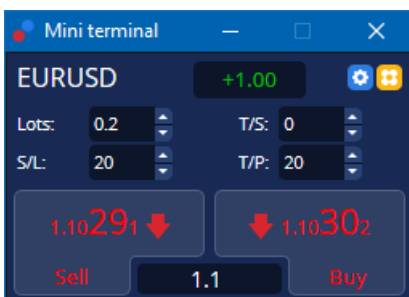 Mini terminal
EURUSD +1.00
Lots: 0.2 T/S: 0
S/L: 20 T/P: 20
1.10291 1.10302
Sell 1.1 Buy